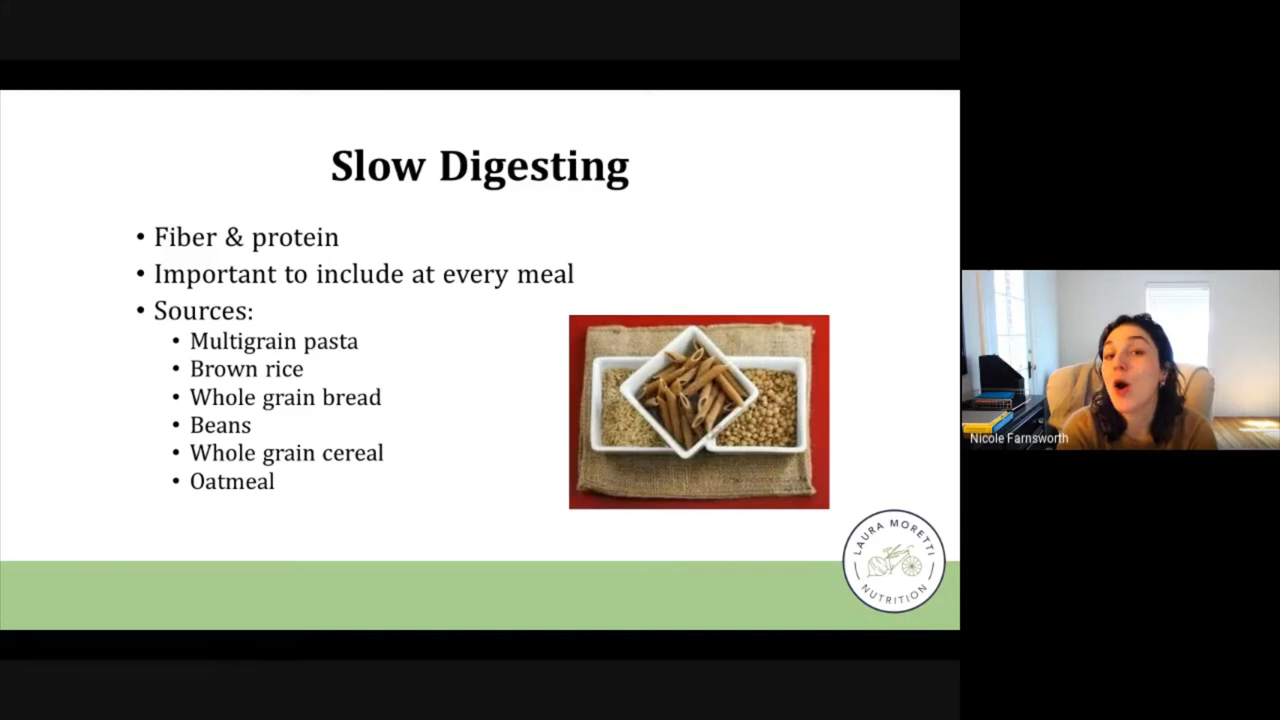 Slow Digesting
• Fiber & protein
• Important to include at every meal
• Sources:
• Multigrain pasta
• Brown rice
• Whole grain bread
• Beans
• Whole grain cereal
• Oatmeal
LAURA MORETTI
NUTRITION
Nicole Farnsworth